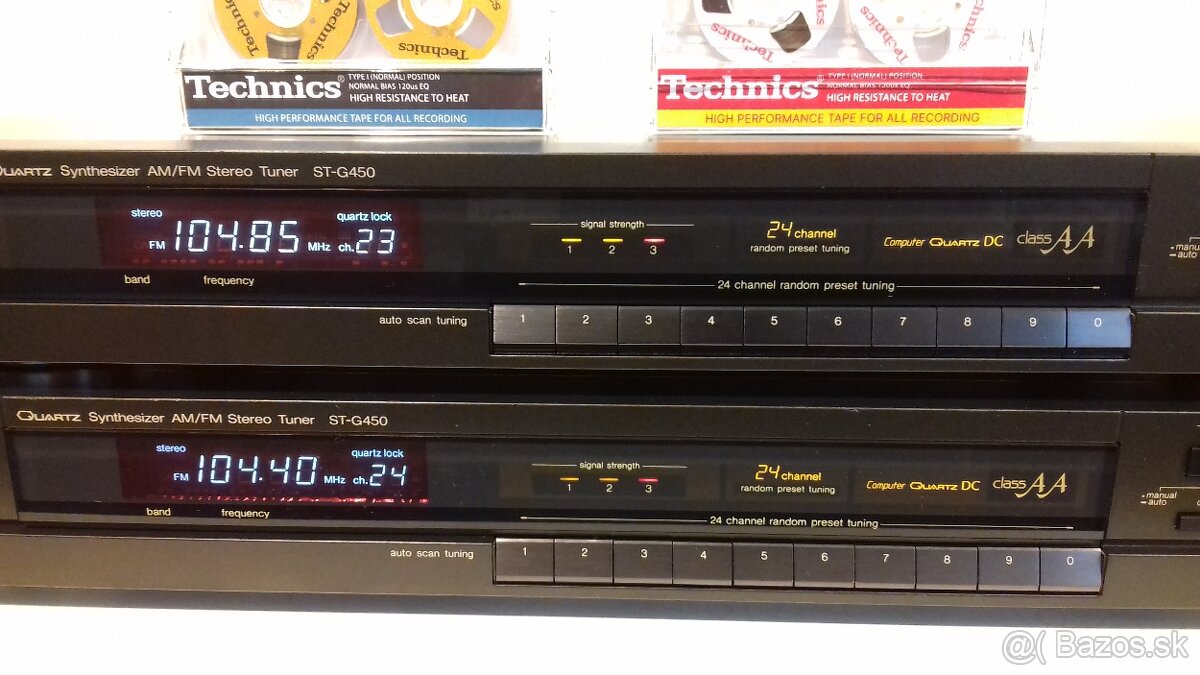 Technics Technics
Technics® TYPE I (NORMAL) POSITION
NORMAL BIAS 120us EQ
HIGH RESISTANCE TO HEAT
HIGH PERFORMANCE TAPE FOR ALL RECORDING
Technics Technics
Technics® TYPE I (NORMAL) POSITION
NORMAL BIAS 120us EQ
HIGH RESISTANCE TO HEAT
HIGH PERFORMANCE TAPE FOR ALL RECORDING
QUARTZ Synthesizer AM/FM Stereo Tuner ST-G450
stereo quartz lock
FM 104.85 MHz ch. 23
band frequency
signal strength
1 2 3
24 channel
random preset tuning
Computer QUARTZ DC class AA
manu
auto
24 channel random preset tuning
auto scan tuning 1 2 3 4 5 6 7 8 9 0
QUARTZ Synthesizer AM/FM Stereo Tuner ST-G450
stereo quartz lock
FM 104.40 MHz ch. 24
band frequency
signal strength
1 2 3
24 channel
random preset tuning
Computer QUARTZ DC class AA
manual
auto
24 channel random preset tuning
auto scan tuning 1 2 3 4 5 6 7 8 9 0
@( Bazos.sk